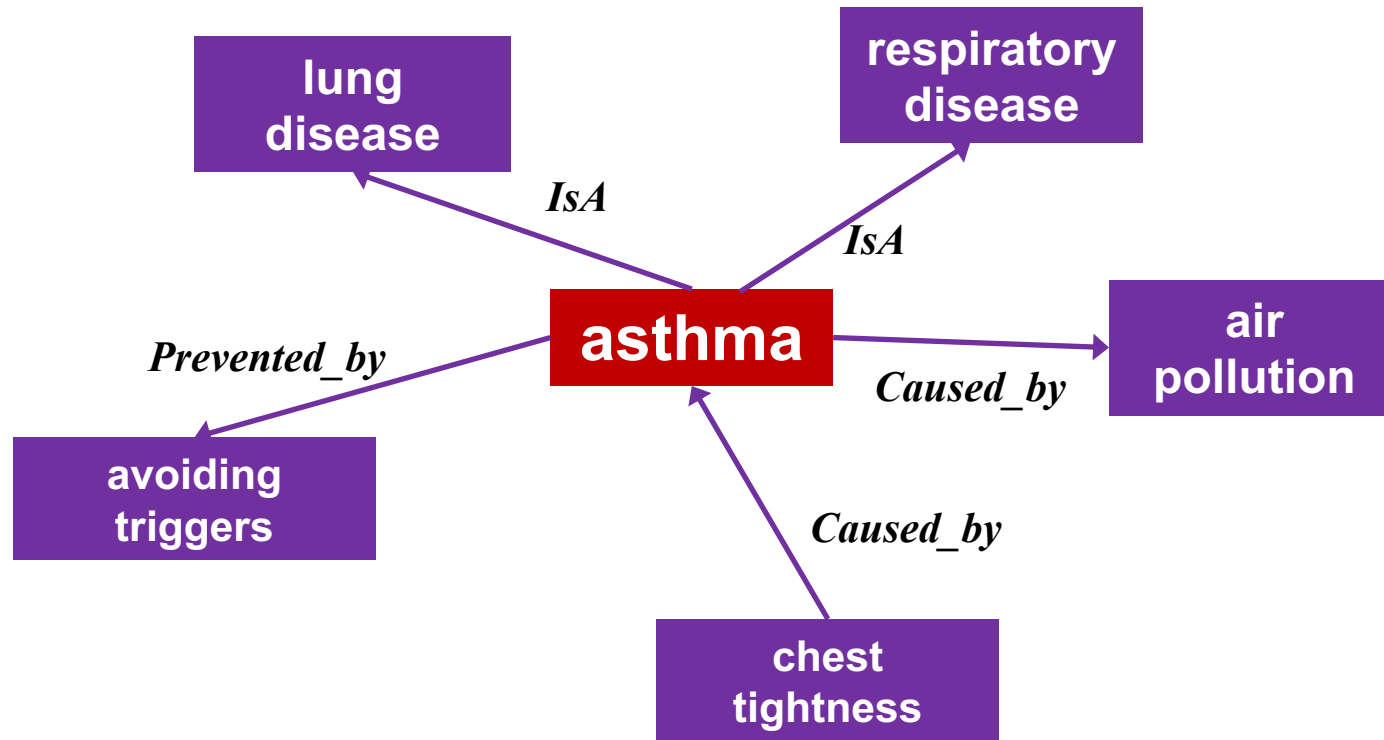 lung
disease
respiratory
disease
IsA
IsA
asthma
air
pollution
Prevented_by
Caused_by
avoiding
triggers
Caused_by
chest
tightness